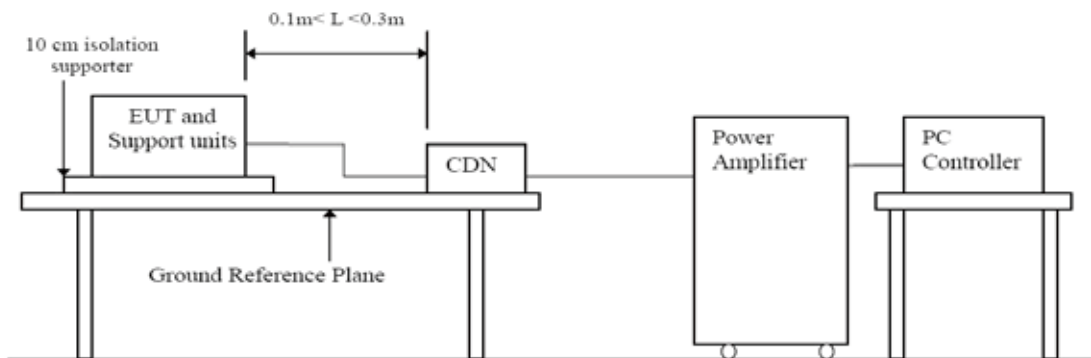 0.1m< L <0.3m
10 cm isolation
supporter
EUT and
Support units
CDN
Power
Amplifier
PC
Controller
Ground Reference Plane